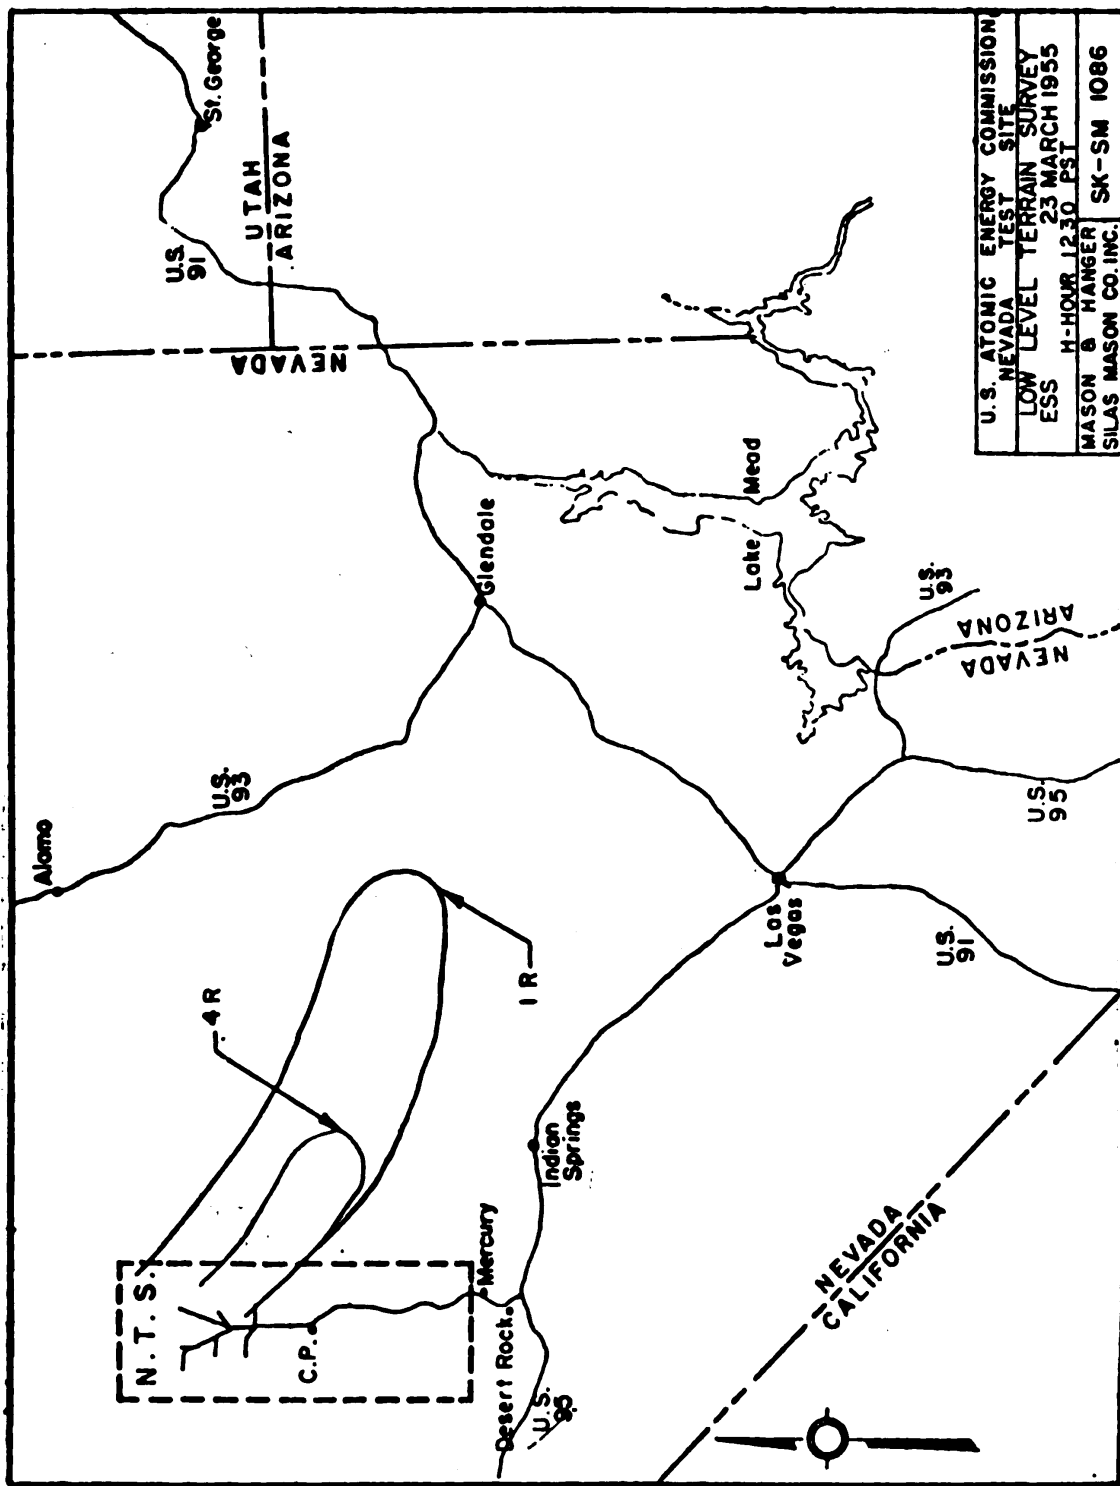 N. T. S.
C.P.
4 R
1 R
Alamo
U.S.
93
U.S.
91
St. George
UTAH
ARIZONA
NEVADA
Glendale
Mercury
Desert Rock
U.S.
95
Indian
Springs
Las
Vegas
Lake Mead
U.S.
93
NEVADA
ARIZONA
U.S.
95
U.S.
91
NEVADA
CALIFORNIA
U.S. ATOMIC ENERGY COMMISSION
NEVADA TEST SITE
LOW LEVEL TERRAIN SURVEY
ESS 23 MARCH 1955
H-HOUR 1230 PST
MASON & HANGER
SILAS MASON CO. INC.
SK-SM 1086